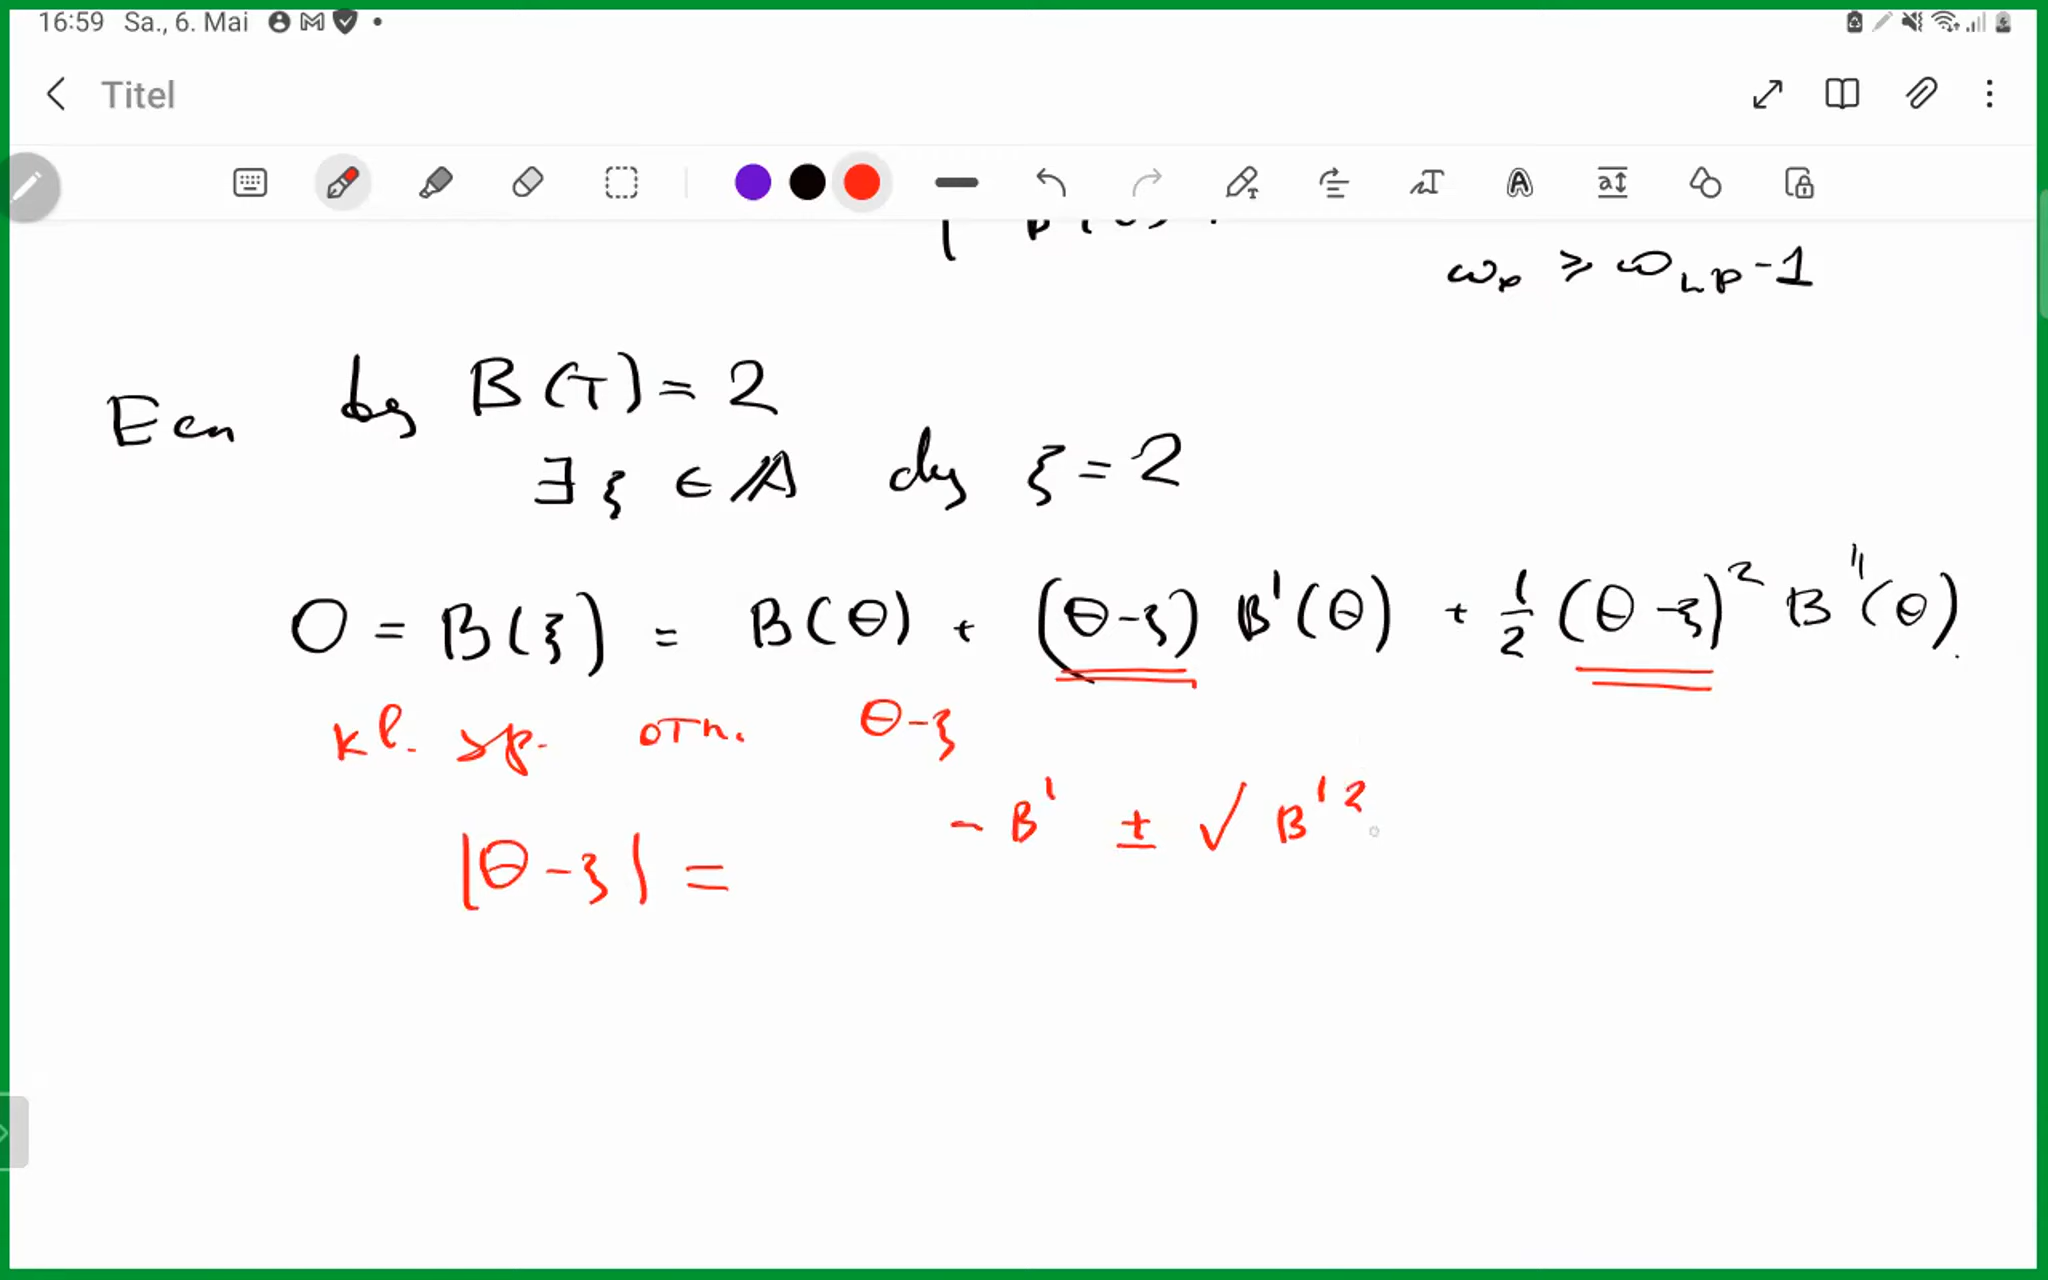 16:59 Sa., 6. Mai
Titel
ω_p ≥ ω_{LP} - 1
Если deg B(T) = 2
∃ ξ ∈ 𝔸 deg ξ = 2
0 = B(ξ) = B(θ) + (θ-ξ) B'(θ) + 1/2 (θ-ξ)² B''(θ).
кв. ур. отн. θ-ξ
- B' ± √ B'²
|θ-ξ| =